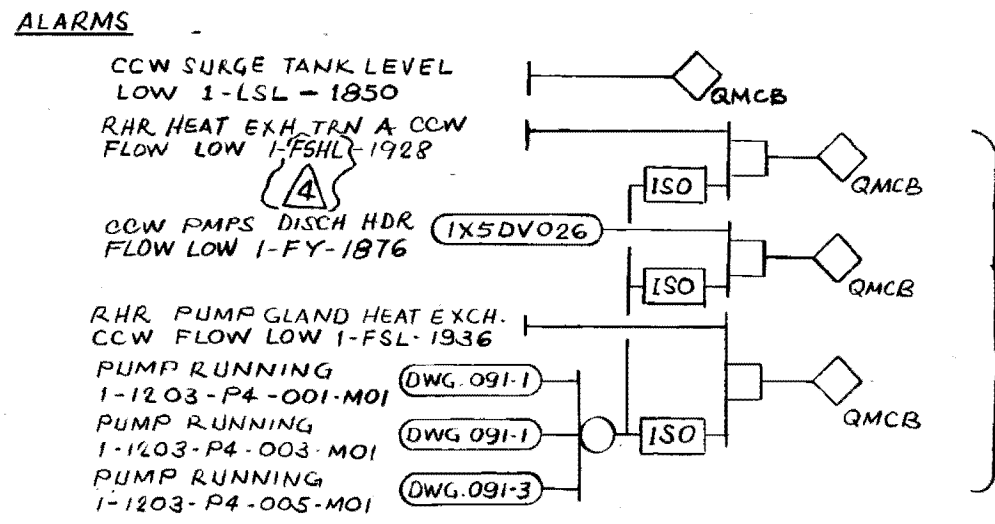 ALARMS
CCW SURGE TANK LEVEL
LOW 1-LSL-1850
QMCB
RHR HEAT EXH TRN A CCW
FLOW LOW 1-FSHL-1928
4
ISO
QMCB
CCW PMPS DISCH HDR
FLOW LOW 1-FY-1876
1X5DV026
ISO
QMCB
RHR PUMP GLAND HEAT EXCH.
CCW FLOW LOW 1-FSL-1936
PUMP RUNNING
1-1203-P4-001-M01
DWG.091-1
QMCB
PUMP RUNNING
1-1203-P4-003-M01
DWG 091-1
ISO
PUMP RUNNING
1-1203-P4-005-M01
DWG.091-3